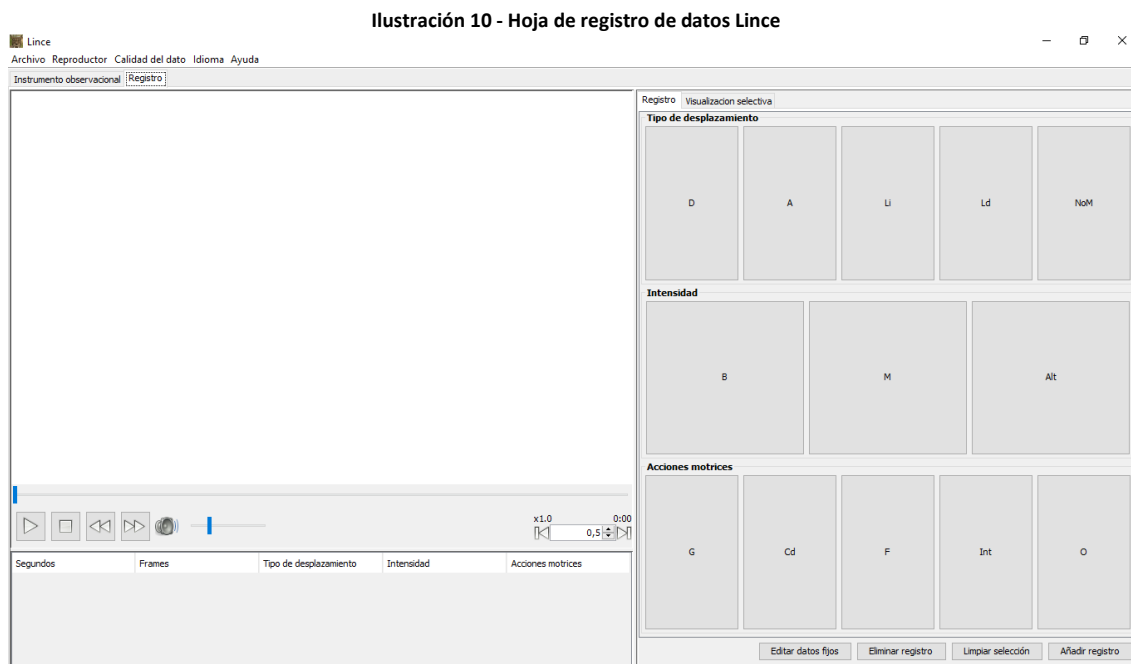 Ilustración 10 - Hoja de registro de datos Lince
Lince
Archivo Reproductor Calidad del dato Idioma Ayuda
Instrumento observacional Registro
Registro Visualizacion selectiva
Tipo de desplazamiento
D A Li Ld NoM
Intensidad
B M Alt
Acciones motrices
G Cd F Int O
x1.0 0:00
0,5
Segundos Frames Tipo de desplazamiento Intensidad Acciones motrices
Editar datos fijos Eliminar registro Limpiar selección Añadir registro